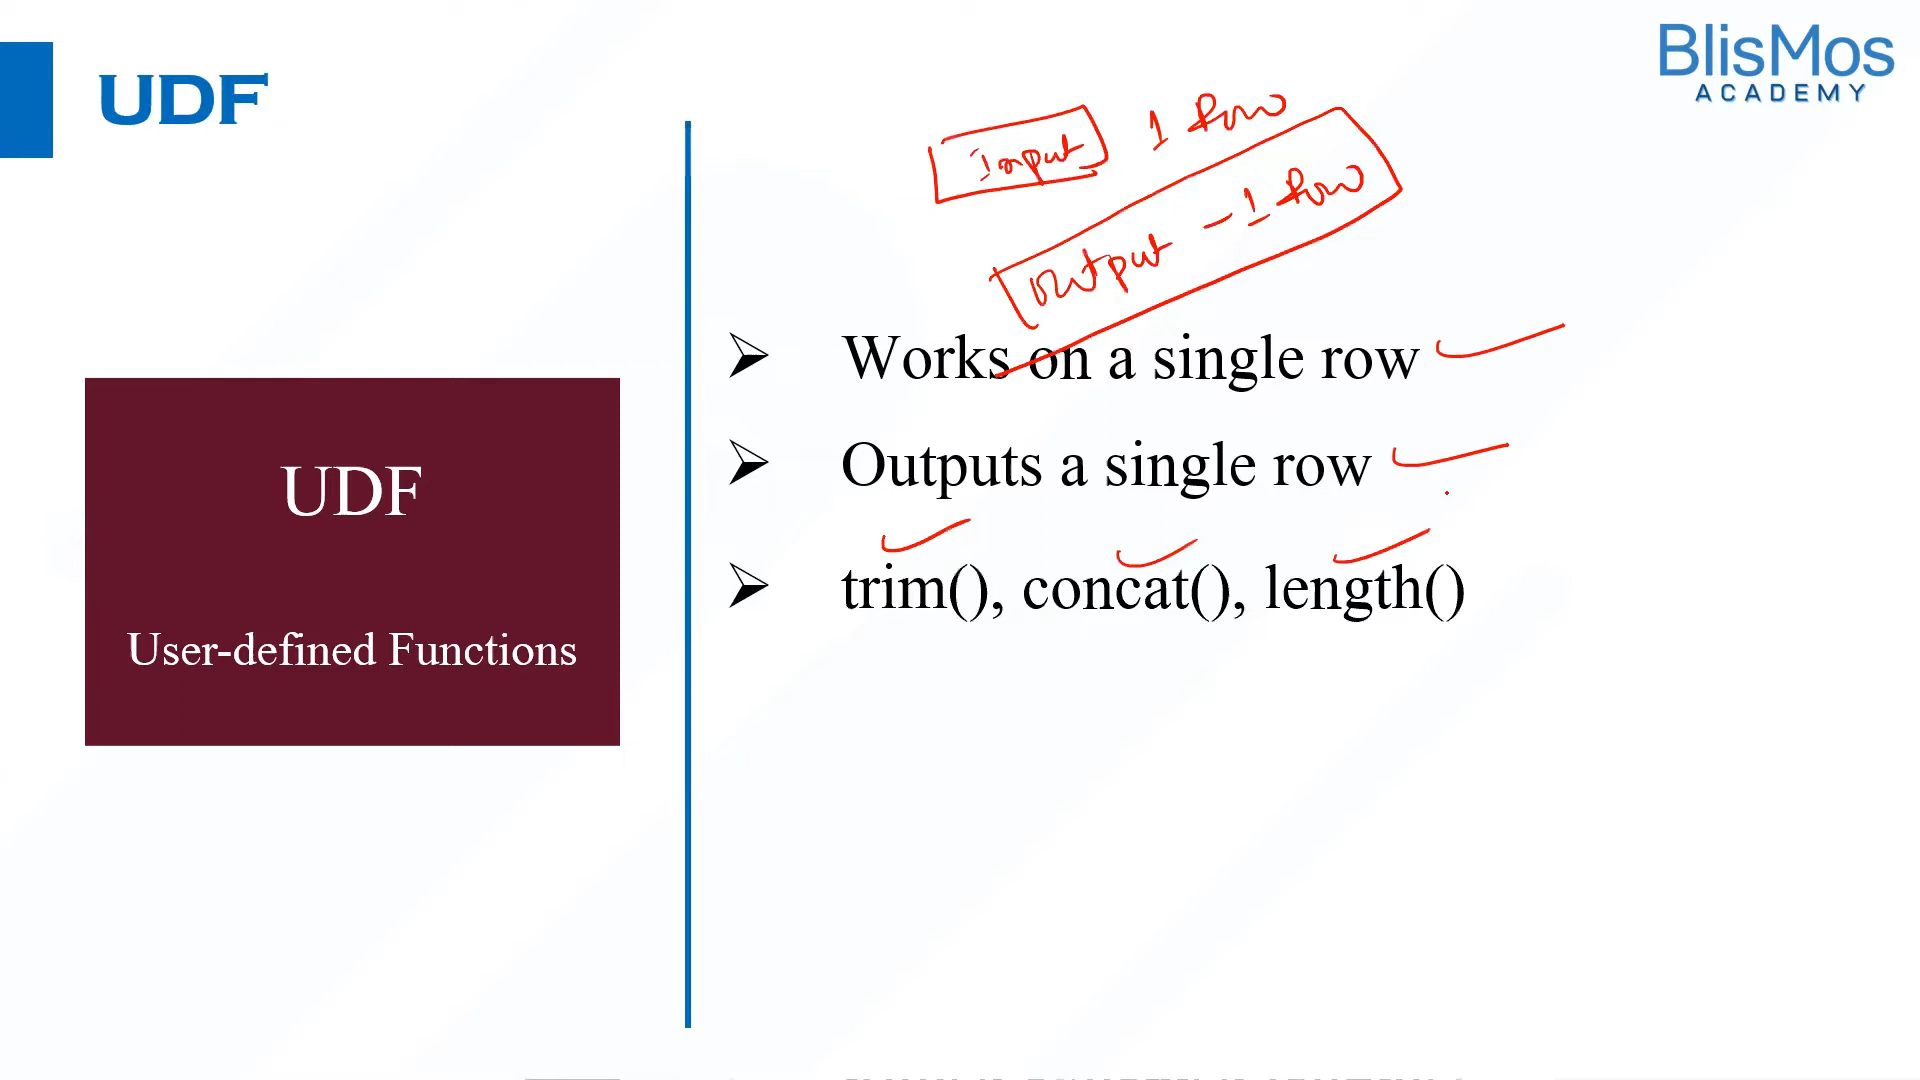 BlisMos
ACADEMY
UDF
Input 1 Row
Output - 1 Row
Works on a single row
Outputs a single row
trim(), concat(), length()
UDF
User-defined Functions